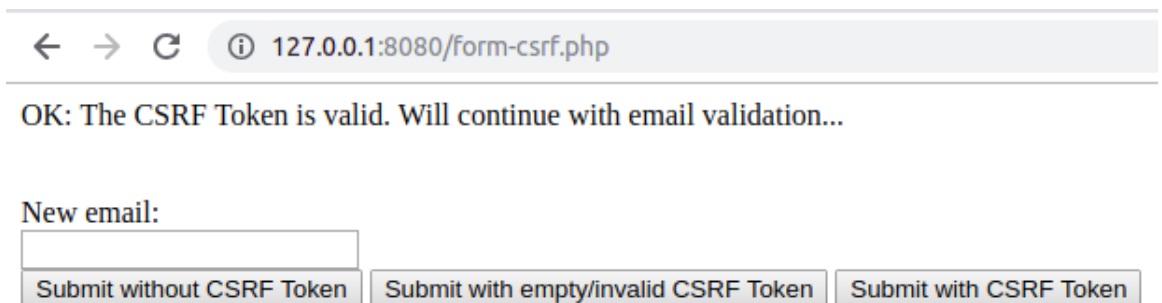 127.0.0.1:8080/form-csrf.php
OK: The CSRF Token is valid. Will continue with email validation...
New email:
Submit without CSRF Token Submit with empty/invalid CSRF Token Submit with CSRF Token